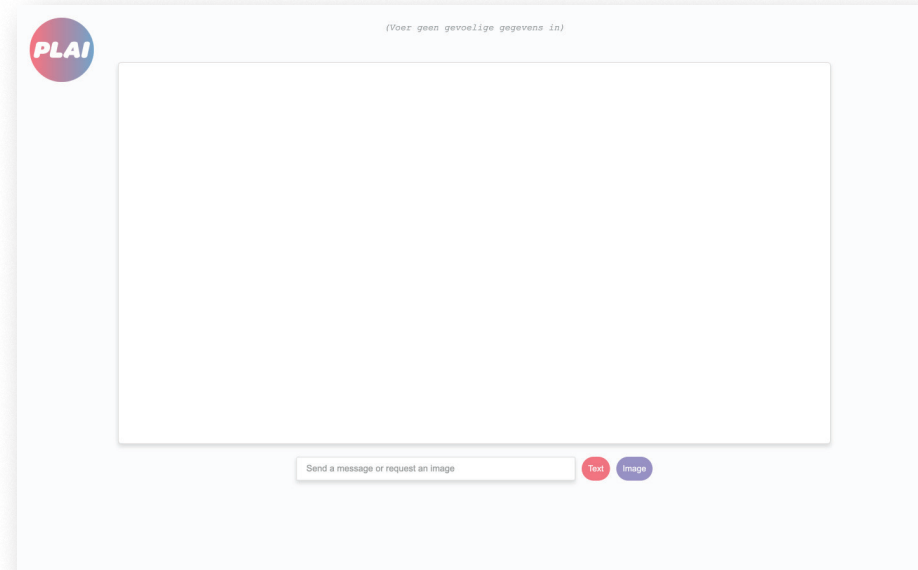 (Voer geen gevoelige gegevens in)
PLAI
Send a message or request an image
Text
Image